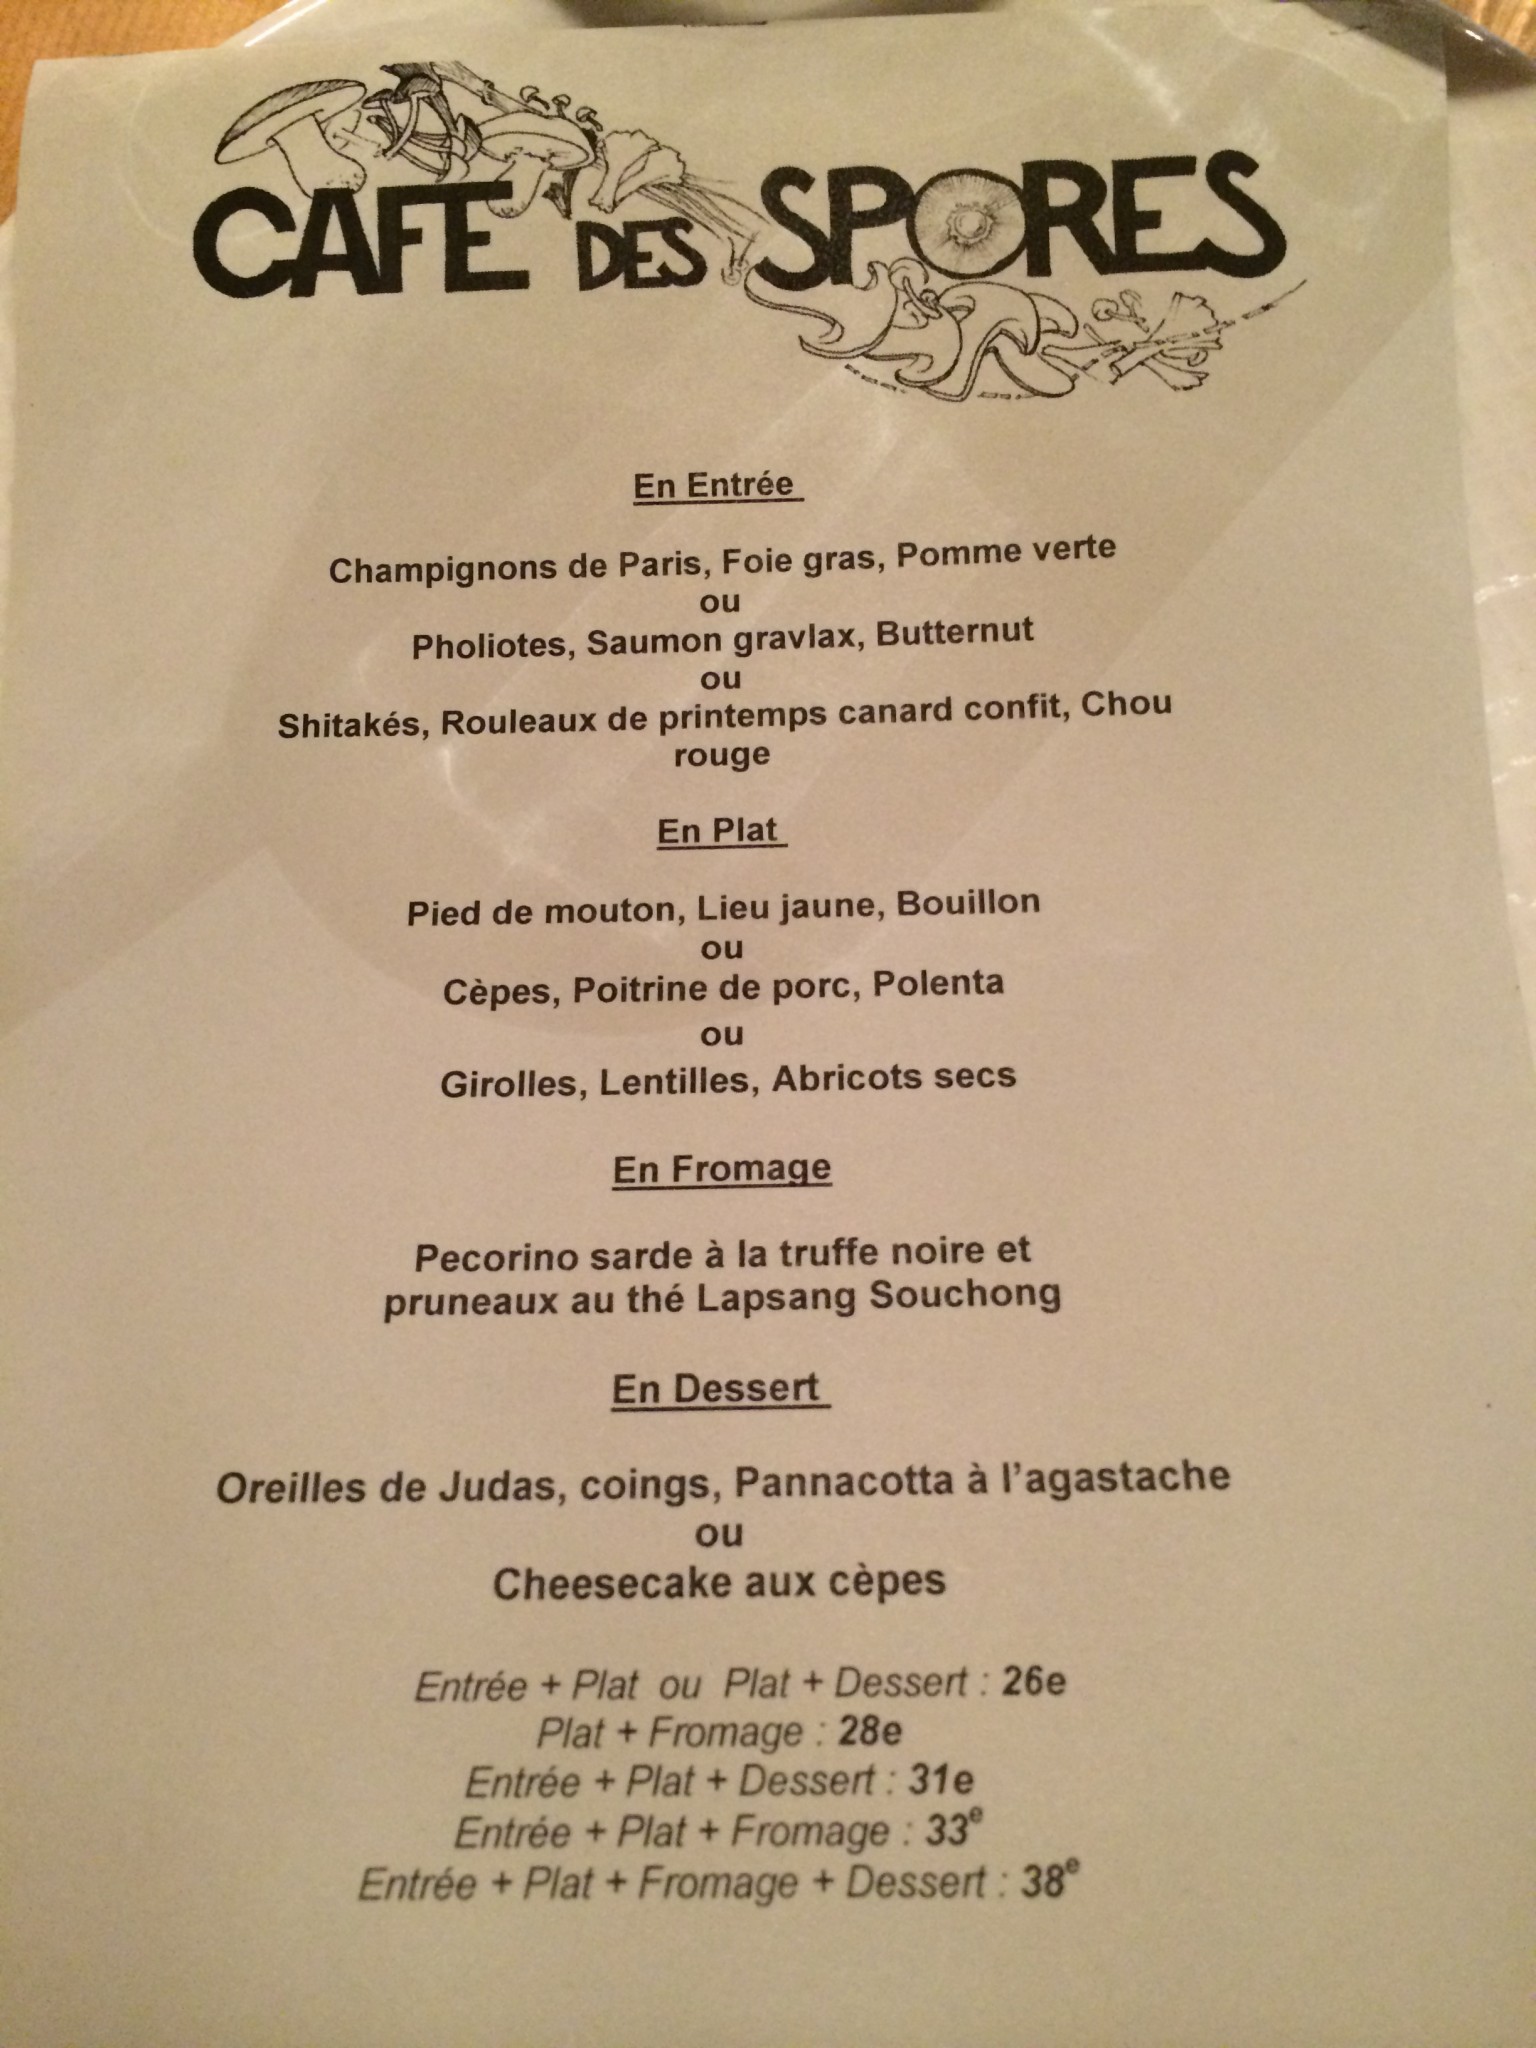 CAFE DES SPORES
En Entrée
Champignons de Paris, Foie gras, Pomme verte
ou
Pholiotes, Saumon gravlax, Butternut
ou
Shitakés, Rouleaux de printemps canard confit, Chou
rouge
En Plat
Pied de mouton, Lieu jaune, Bouillon
ou
Cèpes, Poitrine de porc, Polenta
ou
Girolles, Lentilles, Abricots secs
En Fromage
Pecorino sarde à la truffe noire et
pruneaux au thé Lapsang Souchong
En Dessert
Oreilles de Judas, coings, Pannacotta à l'agastache
ou
Cheesecake aux cèpes
Entrée + Plat ou Plat + Dessert : 26e
Plat + Fromage : 28e
Entrée + Plat + Dessert : 31e
Entrée + Plat + Fromage : 33e
Entrée + Plat + Fromage + Dessert : 38e